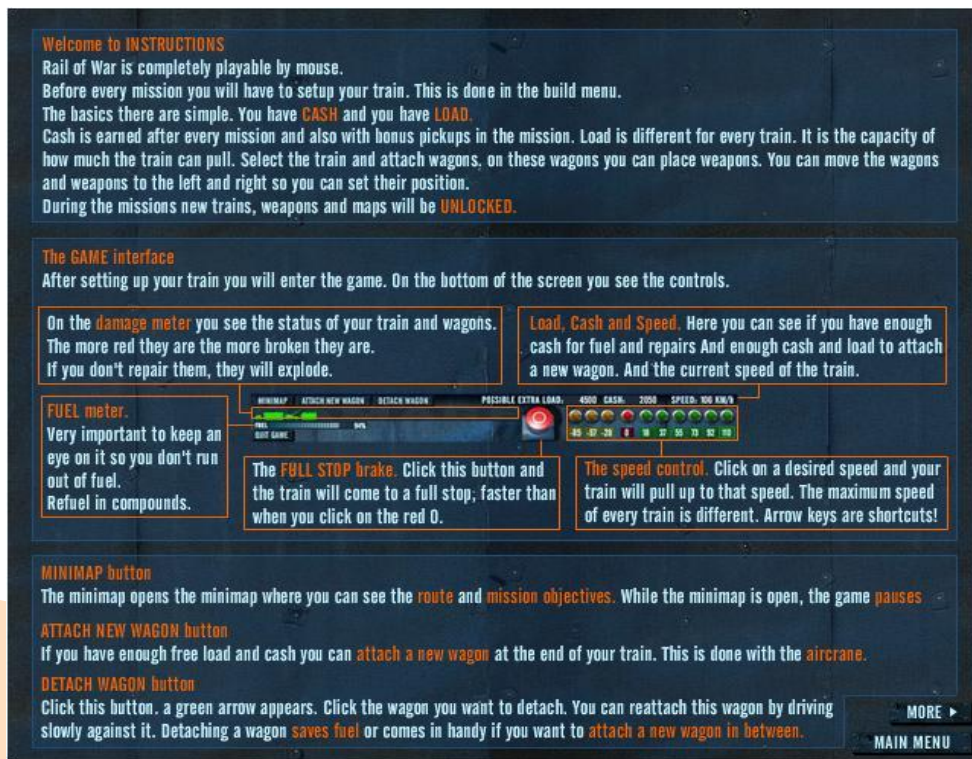 Welcome to INSTRUCTIONS
Rail of War is completely playable by mouse.
Before every mission you will have to setup your train. This is done in the build menu.
The basics there are simple. You have CASH and you have LOAD.
Cash is earned after every mission and also with bonus pickups in the mission. Load is different for every train. It is the capacity of
how much the train can pull. Select the train and attach wagons, on these wagons you can place weapons. You can move the wagons
and weapons to the left and right so you can set their position.
During the missions new trains, weapons and maps will be UNLOCKED.
The GAME interface
After setting up your train you will enter the game. On the bottom of the screen you see the controls.
On the damage meter you see the status of your train and wagons.
The more red they are the more broken they are.
If you don't repair them, they will explode.
Load, Cash and Speed. Here you can see if you have enough
cash for fuel and repairs And enough cash and load to attach
a new wagon. And the current speed of the train.
MINIMAP ATTACH NEW WAGON DETACH WAGON POSSIBLE EXTRA LOAD: 4500 CASH: 2050 SPEED: 100 KM/h
FUEL 94%
QUIT GAME
-85 -57 -28 0 18 37 55 73 92 110
FUEL meter.
Very important to keep an
eye on it so you don't run
out of fuel.
Refuel in compounds.
The FULL STOP brake. Click this button and
the train will come to a full stop; faster than
when you click on the red 0.
The speed control. Click on a desired speed and your
train will pull up to that speed. The maximum speed
of every train is different. Arrow keys are shortcuts!
MINIMAP button
The minimap opens the minimap where you can see the route and mission objectives. While the minimap is open, the game pauses
ATTACH NEW WAGON button
If you have enough free load and cash you can attach a new wagon at the end of your train. This is done with the aircrane.
DETACH WAGON button
Click this button. a green arrow appears. Click the wagon you want to detach. You can reattach this wagon by driving
slowly against it. Detaching a wagon saves fuel or comes in handy if you want to attach a new wagon in between.
MORE
MAIN MENU